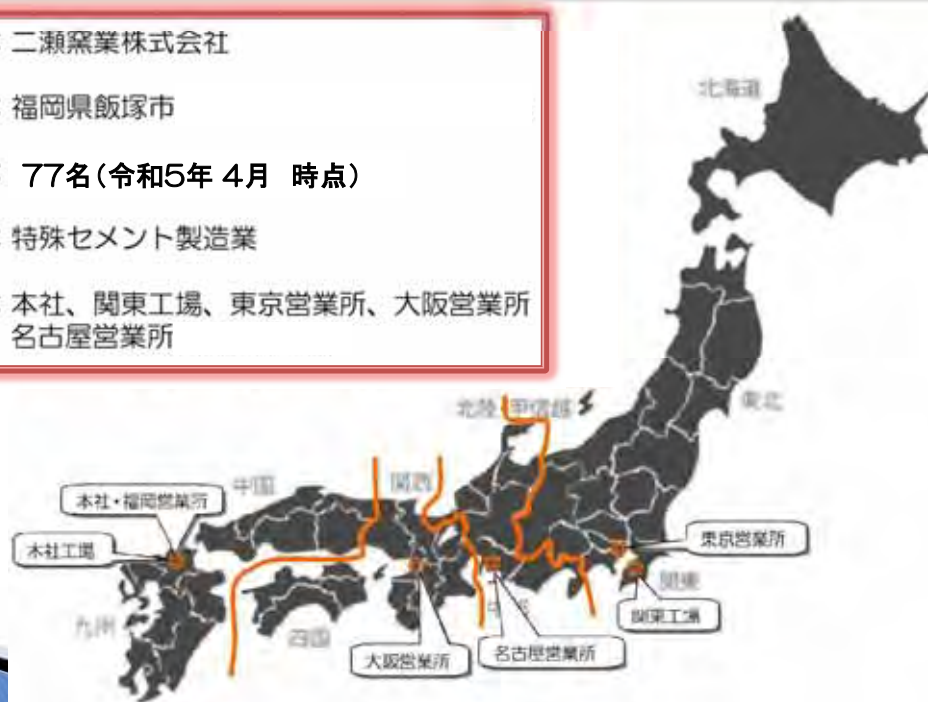 二瀬窯業株式会社
福岡県飯塚市
77名(令和5年 4月 時点)
特殊セメント製造業
本社、関東工場、東京営業所、大阪営業所
名古屋営業所
北海道
東北
北陸・甲信越
関西
中国
本社・福岡営業所
本社工場
九州
四国
大阪営業所
名古屋営業所
東京営業所
関東
関東工場